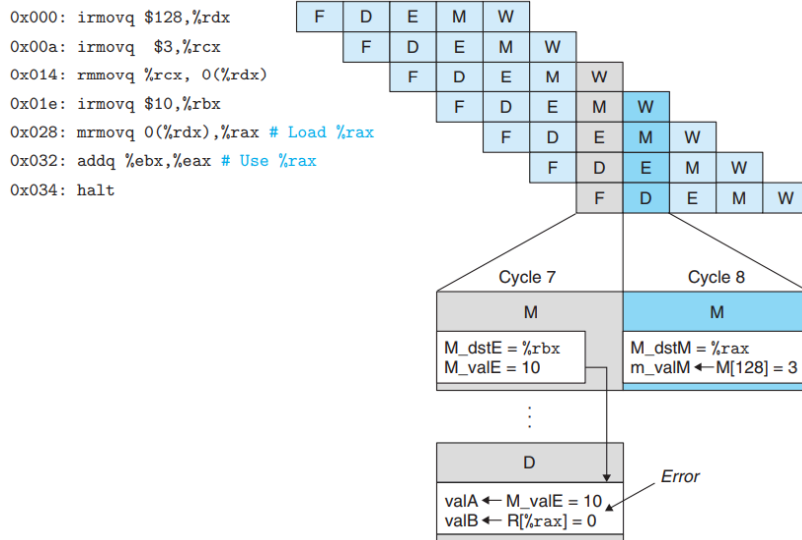 0x000: irmovq $128,%rdx F D E M W
0x00a: irmovq $3,%rcx F D E M W
0x014: rmmovq %rcx, 0(%rdx) F D E M W
0x01e: irmovq $10,%rbx F D E M W
0x028: mrmovq 0(%rdx),%rax # Load %rax F D E M W
0x032: addq %ebx,%eax # Use %rax F D E M W
0x034: halt F D E M W
Cycle 7 Cycle 8
M M
M_dstE = %rbx M_dstM = %rax
M_valE = 10 m_valM ← M[128] = 3
⋮
D
Error
valA ← M_valE = 10
valB ← R[%rax] = 0